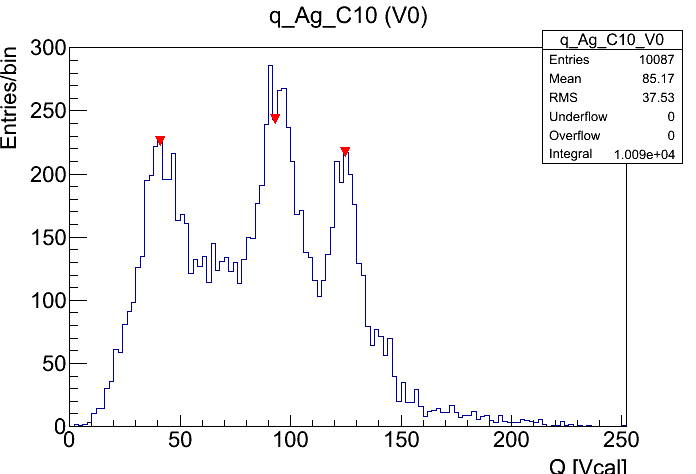 q_Ag_C10 (V0)
q_Ag_C10_V0
Entries 10087
Mean 85.17
RMS 37.53
Underflow 0
Overflow 0
Integral 1.009e+04
Entries/bin
300
250
200
150
100
50
0
0 50 100 150 200 250
Q [Vcal]